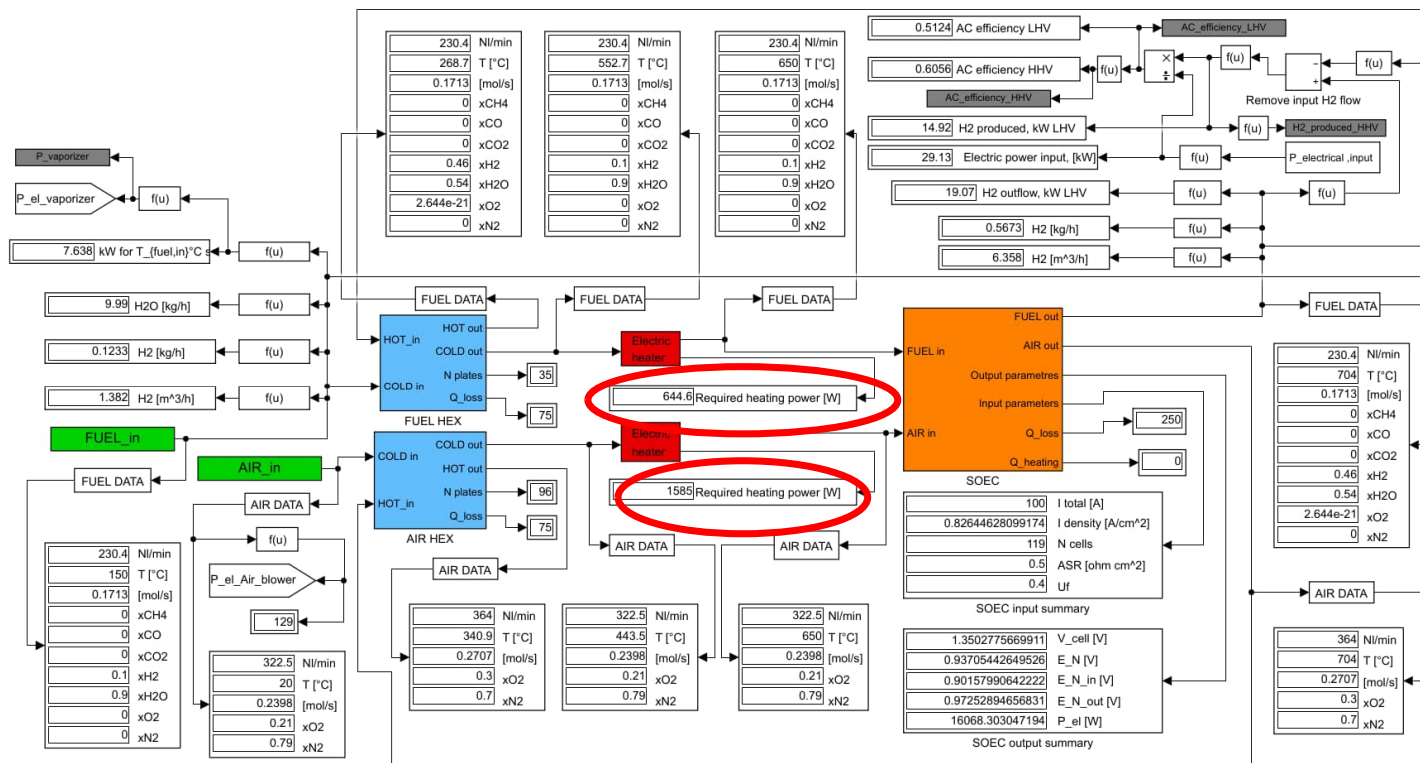 0.5124 AC efficiency LHV
AC_efficiency_LHV
0.6056 AC efficiency HHV
f(u)
×
÷
f(u)
−
+
f(u)
Remove input H2 flow
AC_efficiency_HHV
14.92 H2 produced, kW LHV
f(u)
H2_produced_HHV
29.13 Electric power input, [kW]
f(u)
P_electrical ,input
19.07 H2 outflow, kW LHV
f(u)
f(u)
0.5673 H2 [kg/h]
f(u)
6.358 H2 [m^3/h]
f(u)
230.4 Nl/min
268.7 T [°C]
0.1713 [mol/s]
0 xCH4
0 xCO
0 xCO2
0.46 xH2
0.54 xH2O
2.644e-21 xO2
0 xN2
230.4 Nl/min
552.7 T [°C]
0.1713 [mol/s]
0 xCH4
0 xCO
0 xCO2
0.1 xH2
0.9 xH2O
0 xO2
0 xN2
230.4 Nl/min
650 T [°C]
0.1713 [mol/s]
0 xCH4
0 xCO
0 xCO2
0.1 xH2
0.9 xH2O
0 xO2
0 xN2
P_vaporizer
P_el_vaporizer
f(u)
7.638 kW for T_{fuel,in}°C s
f(u)
9.99 H2O [kg/h]
f(u)
0.1233 H2 [kg/h]
f(u)
1.382 H2 [m^3/h]
f(u)
FUEL DATA
FUEL DATA
FUEL DATA
FUEL DATA
HOT_in
COLD in
HOT out
COLD out
N plates
Q_loss
35
75
FUEL HEX
Electric
heater
644.6 Required heating power [W]
Electric
heater
1585 Required heating power [W]
FUEL in
AIR in
FUEL out
AIR out
Output parametres
Input parameters
Q_loss
Q_heating
250
0
SOEC
FUEL_in
AIR_in
FUEL DATA
AIR DATA
f(u)
P_el_Air_blower
129
COLD in
HOT_in
COLD out
HOT out
N plates
Q_loss
96
75
AIR HEX
AIR DATA
AIR DATA
AIR DATA
AIR DATA
230.4 Nl/min
150 T [°C]
0.1713 [mol/s]
0 xCH4
0 xCO
0 xCO2
0.1 xH2
0.9 xH2O
0 xO2
0 xN2
322.5 Nl/min
20 T [°C]
0.2398 [mol/s]
0.21 xO2
0.79 xN2
364 Nl/min
340.9 T [°C]
0.2707 [mol/s]
0.3 xO2
0.7 xN2
322.5 Nl/min
443.5 T [°C]
0.2398 [mol/s]
0.21 xO2
0.79 xN2
322.5 Nl/min
650 T [°C]
0.2398 [mol/s]
0.21 xO2
0.79 xN2
100 I total [A]
0.82644628099174 I density [A/cm^2]
119 N cells
0.5 ASR [ohm cm^2]
0.4 Uf
SOEC input summary
1.3502775669911 V_cell [V]
0.93705442649526 E_N [V]
0.90157990642222 E_N_in [V]
0.97252894656831 E_N_out [V]
16068.303047194 P_el [W]
SOEC output summary
230.4 Nl/min
704 T [°C]
0.1713 [mol/s]
0 xCH4
0 xCO
0 xCO2
0.46 xH2
0.54 xH2O
2.644e-21 xO2
0 xN2
364 Nl/min
704 T [°C]
0.2707 [mol/s]
0.3 xO2
0.7 xN2